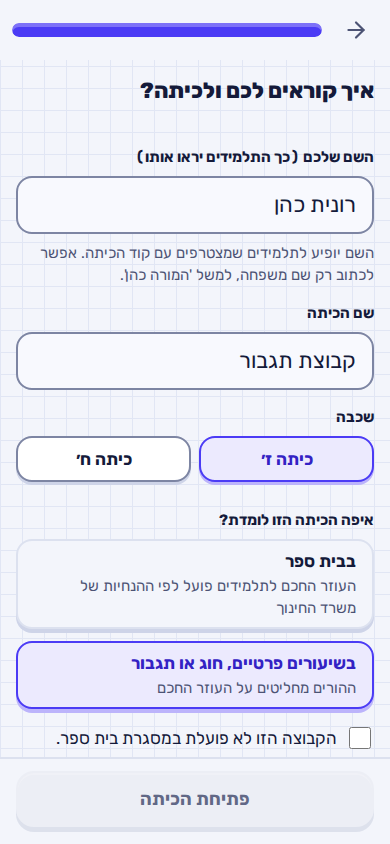 איך קוראים לכם ולכיתה?
השם שלכם (כך התלמידים יראו אותו)
רונית כהן
השם יופיע לתלמידים שמצטרפים עם קוד הכיתה. אפשר
לכתוב רק שם משפחה, למשל 'המורה כהן'.
שם הכיתה
קבוצת תגבור
שכבה
כיתה ז׳
כיתה ח׳
איפה הכיתה הזו לומדת?
בבית ספר
העוזר החכם לתלמידים פועל לפי ההנחיות של
משרד החינוך
בשיעורים פרטיים, חוג או תגבור
ההורים מחליטים על העוזר החכם
הקבוצה הזו לא פועלת במסגרת בית ספר.
פתיחת הכיתה